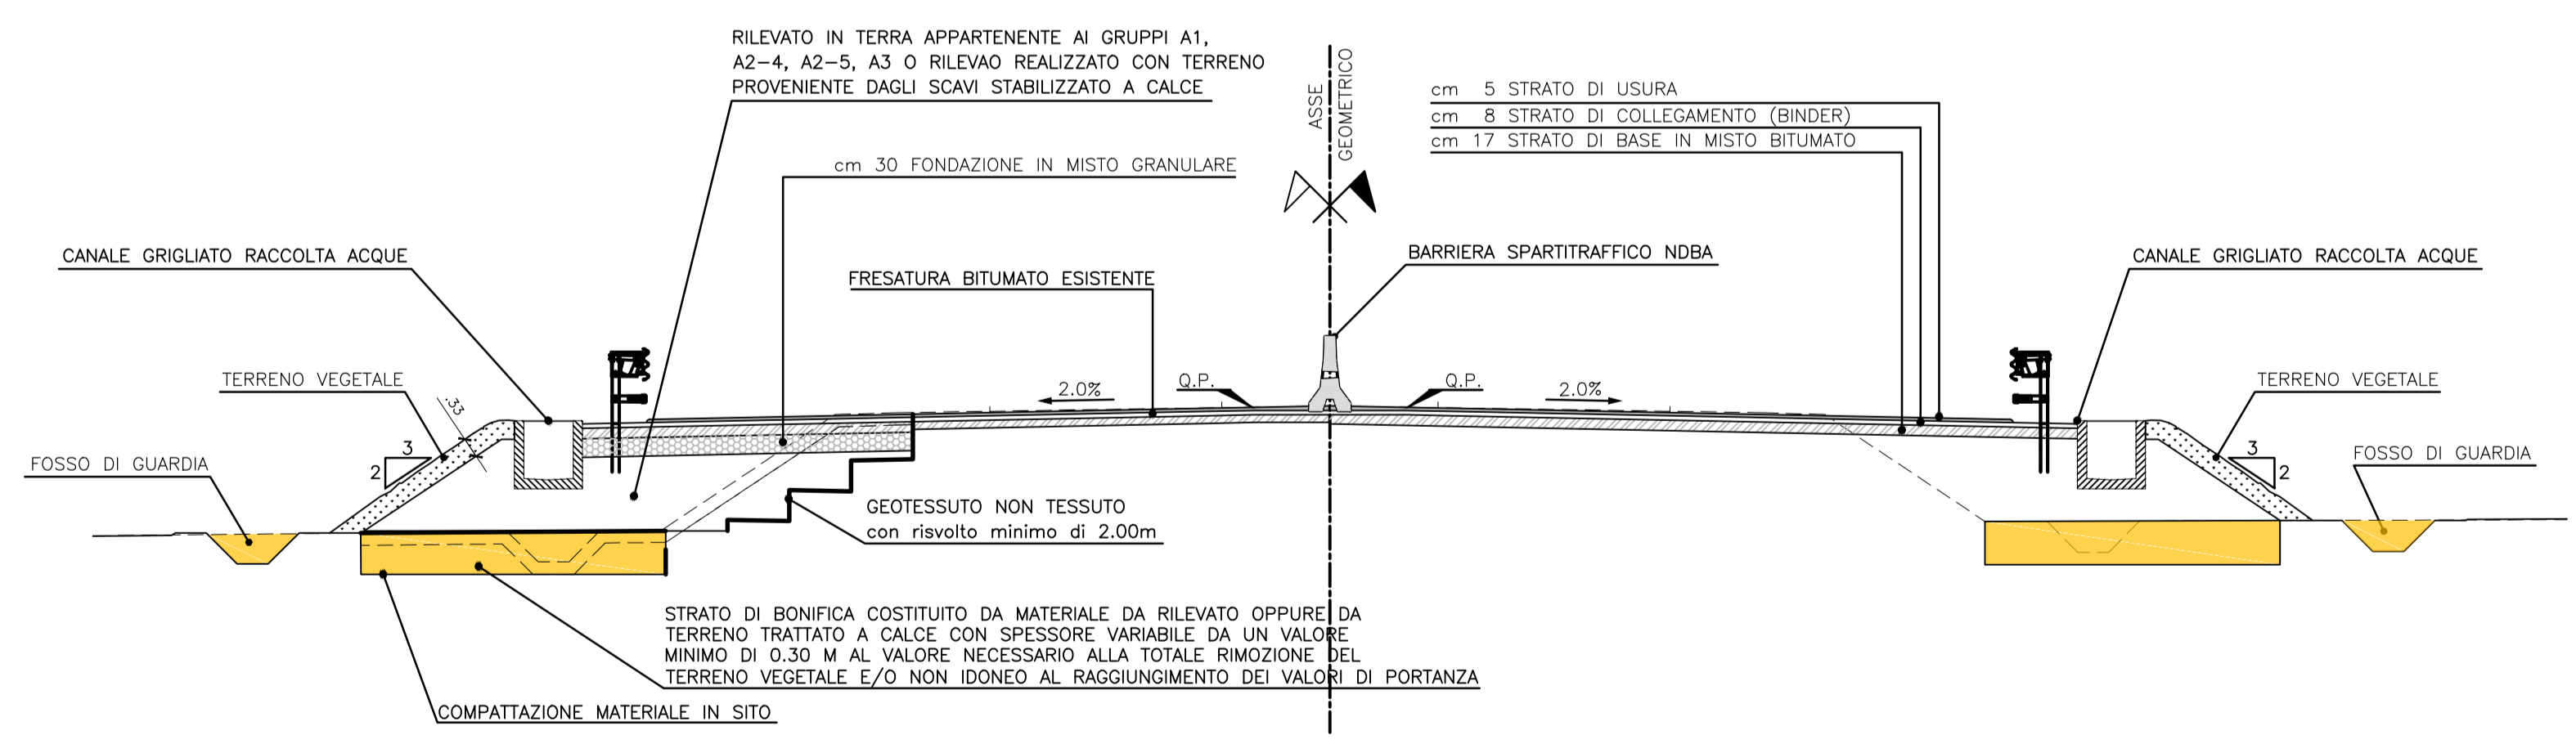 RILEVATO IN TERRA APPARTENENTE AI GRUPPI A1,
A2-4, A2-5, A3 O RILEVAO REALIZZATO CON TERRENO
PROVENIENTE DAGLI SCAVI STABILIZZATO A CALCE
cm 30 FONDAZIONE IN MISTO GRANULARE
ASSE
GEOMETRICO
cm 5 STRATO DI USURA
cm 8 STRATO DI COLLEGAMENTO (BINDER)
cm 17 STRATO DI BASE IN MISTO BITUMATO
CANALE GRIGLIATO RACCOLTA ACQUE
FRESATURA BITUMATO ESISTENTE
BARRIERA SPARTITRAFFICO NDBA
CANALE GRIGLIATO RACCOLTA ACQUE
TERRENO VEGETALE
.33
2.0%
Q.P.
Q.P.
2.0%
TERRENO VEGETALE
3
2
3
2
FOSSO DI GUARDIA
FOSSO DI GUARDIA
GEOTESSUTO NON TESSUTO
con risvolto minimo di 2.00m
STRATO DI BONIFICA COSTITUITO DA MATERIALE DA RILEVATO OPPURE DA
TERRENO TRATTATO A CALCE CON SPESSORE VARIABILE DA UN VALORE
MINIMO DI 0.30 M AL VALORE NECESSARIO ALLA TOTALE RIMOZIONE DEL
TERRENO VEGETALE E/O NON IDONEO AL RAGGIUNGIMENTO DEI VALORI DI PORTANZA
COMPATTAZIONE MATERIALE IN SITO